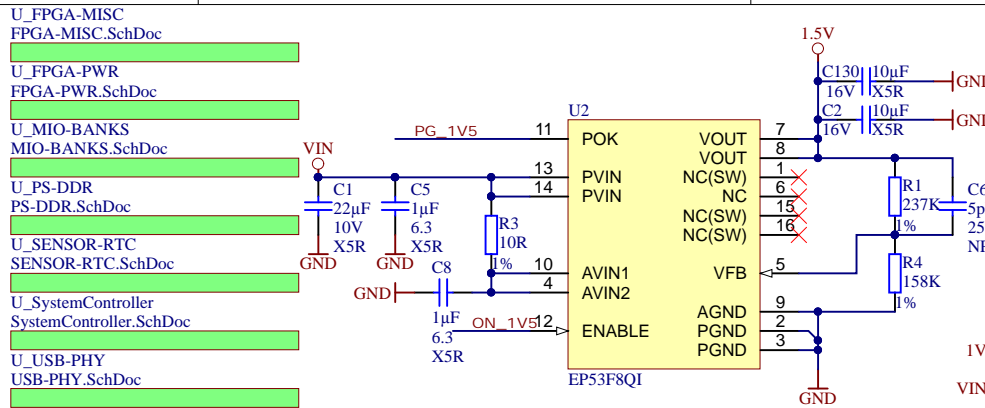 U_FPGA-MISC
FPGA-MISC.SchDoc
U_FPGA-PWR
FPGA-PWR.SchDoc
U_MIO-BANKS
MIO-BANKS.SchDoc
U_PS-DDR
PS-DDR.SchDoc
U_SENSOR-RTC
SENSOR-RTC.SchDoc
U_SystemController
SystemController.SchDoc
U_USB-PHY
USB-PHY.SchDoc
VIN
C1
22µF
10V
X5R
GND
C5
1µF
6.3
X5R
GND
R3
10R
1%
C8
GND
1µF
6.3
X5R
PG_1V5
ON_1V5
U2
11 POK
13 PVIN
14 PVIN
10 AVIN1
4 AVIN2
12 ENABLE
VOUT 7
VOUT 8
NC(SW) 1
NC 6
NC(SW) 15
NC(SW) 16
VFB 5
AGND 9
PGND 2
PGND 3
EP53F8QI
1.5V
C130 10µF
16V X5R
GND
C2 10µF
16V X5R
GND
R1
237K
1%
C6
5p
25
R4
158K
1%
GND
1V
VIN